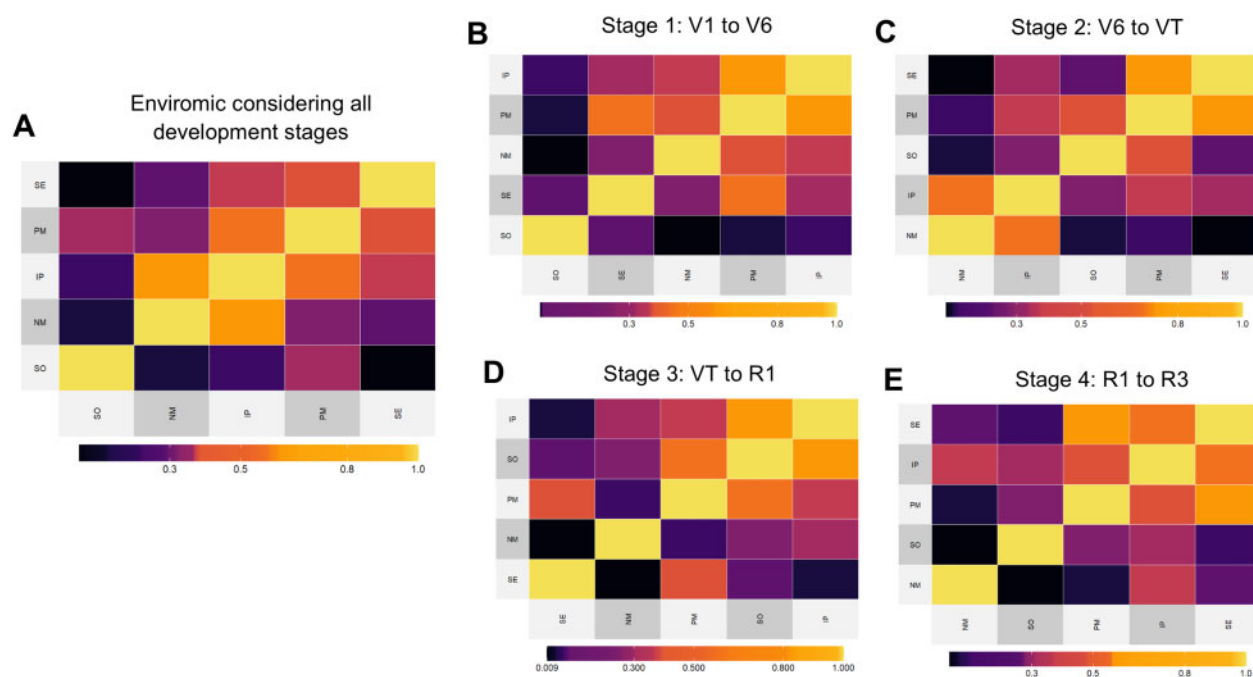 A
Enviromic considering all
development stages
SE
PM
IP
NM
SO
SO NM IP PM SE
0.3 0.5 0.8 1.0
B
Stage 1: V1 to V6
IP
PM
NM
SE
SO
SO SE NM PM IP
0.3 0.5 0.8 1.0
C
Stage 2: V6 to VT
SE
PM
SO
IP
NM
NM IP SO PM SE
0.3 0.5 0.8 1.0
D
Stage 3: VT to R1
IP
SO
PM
NM
SE
SE NM PM SO IP
0.009 0.300 0.500 0.800 1.000
E
Stage 4: R1 to R3
SE
IP
PM
SO
NM
NM SO PM IP SE
0.3 0.5 0.8 1.0